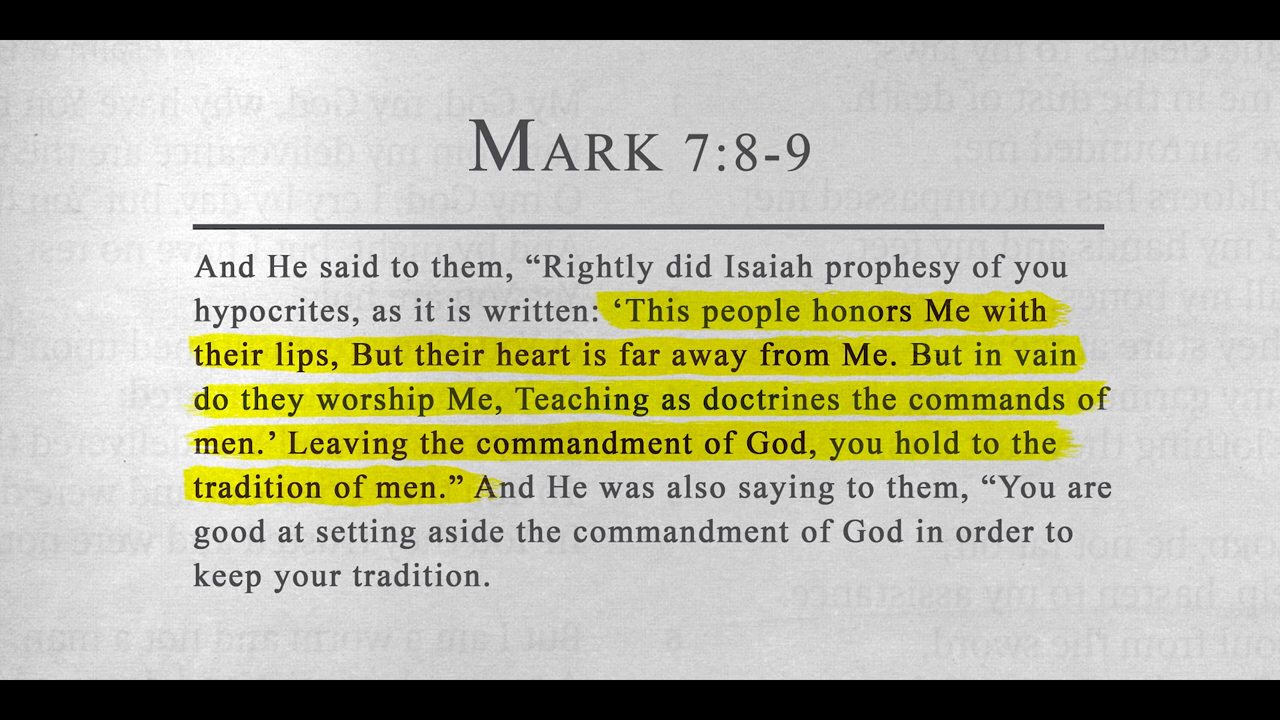 MARK 7:8-9
And He said to them, “Rightly did Isaiah prophesy of you
hypocrites, as it is written: ‘This people honors Me with
their lips, But their heart is far away from Me. But in vain
do they worship Me, Teaching as doctrines the commands of
men.’ Leaving the commandment of God, you hold to the
tradition of men.” And He was also saying to them, “You are
good at setting aside the commandment of God in order to
keep your tradition.